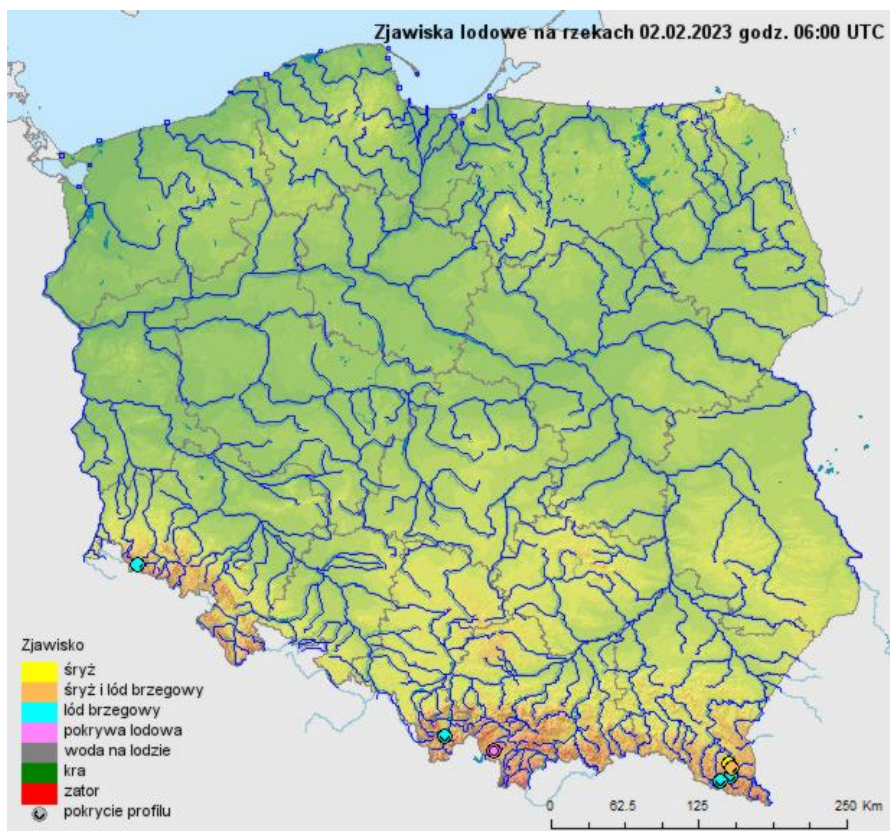 Zjawiska lodowe na rzekach 02.02.2023 godz. 06:00 UTC
Zjawisko
śryż
śryż i lód brzegowy
lód brzegowy
pokrywa lodowa
woda na lodzie
kra
zator
pokrycie profilu
0 62.5 125 250 Km